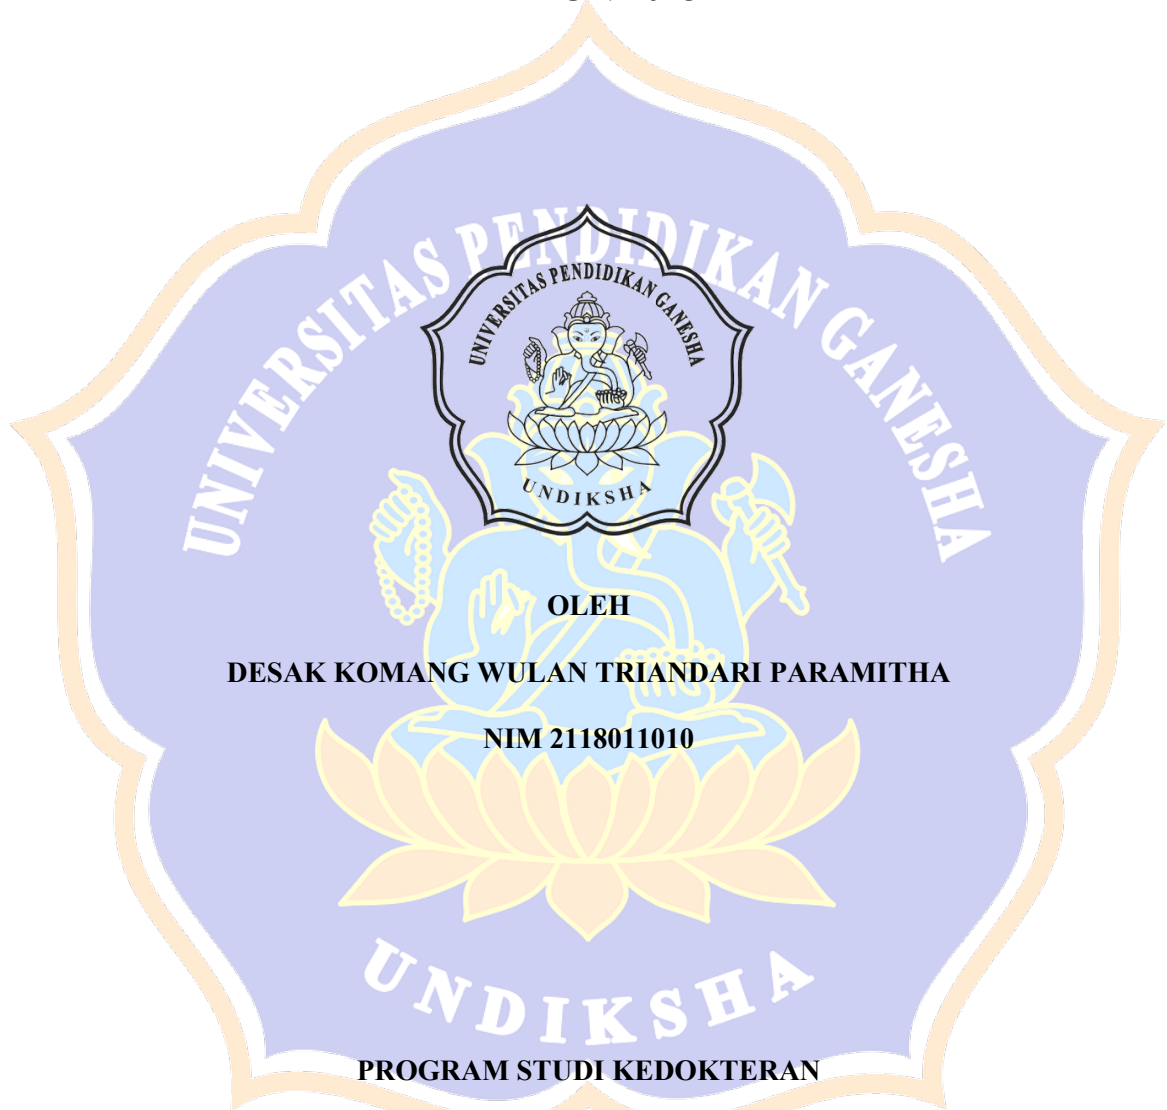 UNIVERSITAS PENDIDIKAN GANESHA
UNIVERSITAS PENDIDIKAN GANESHA
UNDIKSHA
OLEH
DESAK KOMANG WULAN TRIANDARI PARAMITHA
NIM 2118011010
UNDIKSHA
PROGRAM STUDI KEDOKTERAN